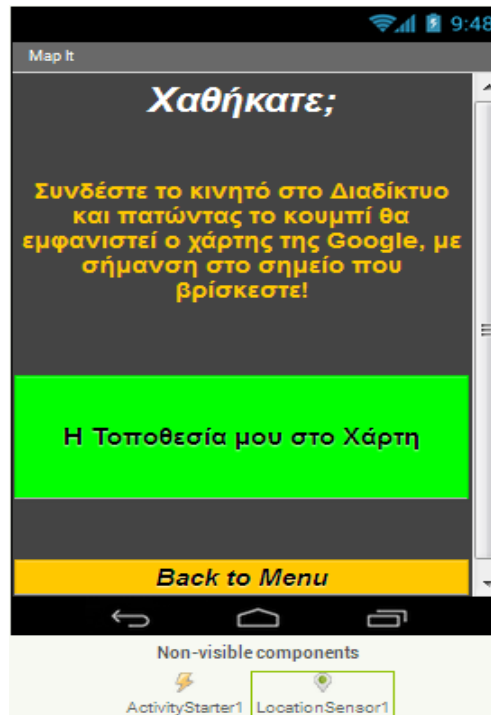 9:48
Map It
Χαθήκατε;
Συνδέστε το κινητό στο Διαδίκτυο
και πατώντας το κουμπί θα
εμφανιστεί ο χάρτης της Google, με
σήμανση στο σημείο που
βρίσκεστε!
Η Τοποθεσία μου στο Χάρτη
Back to Menu
Non-visible components
ActivityStarter1 LocationSensor1